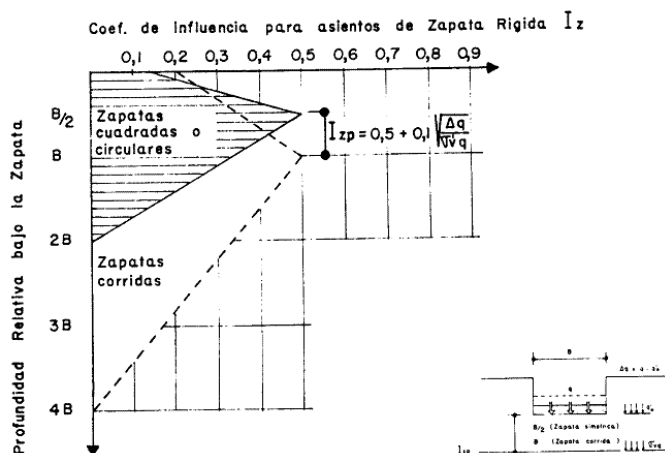 Coef. de Influencia para asientos de Zapata Rigida Iz
0,1 0,2 0,3 0,4 0,5 0,6 0,7 0,8 0,9
Profundidad Relativa bajo la Zapata
B/2
B
2B
3B
4B
Zapatas
cuadradas o
circulares
Izp = 0,5 + 0,1 √Δq
Zapatas
corridas
B
q
B/2 (Zapata simetrica)
B (Zapata corrida)